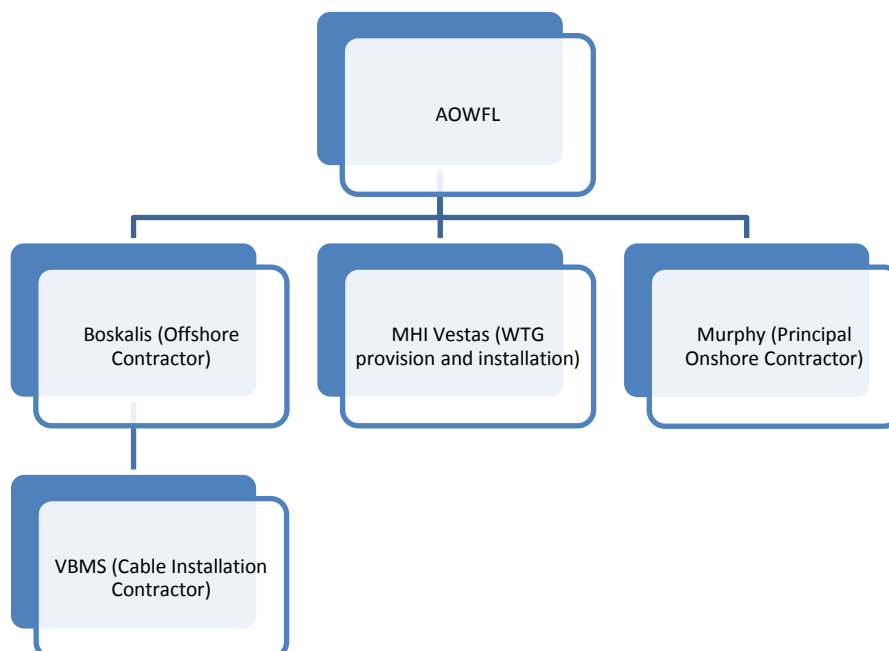 AOWFL
Boskalis (Offshore
Contractor)
MHI Vestas (WTG
provision and installation)
Murphy (Principal
Onshore Contractor)
VBMS (Cable Installation
Contractor)